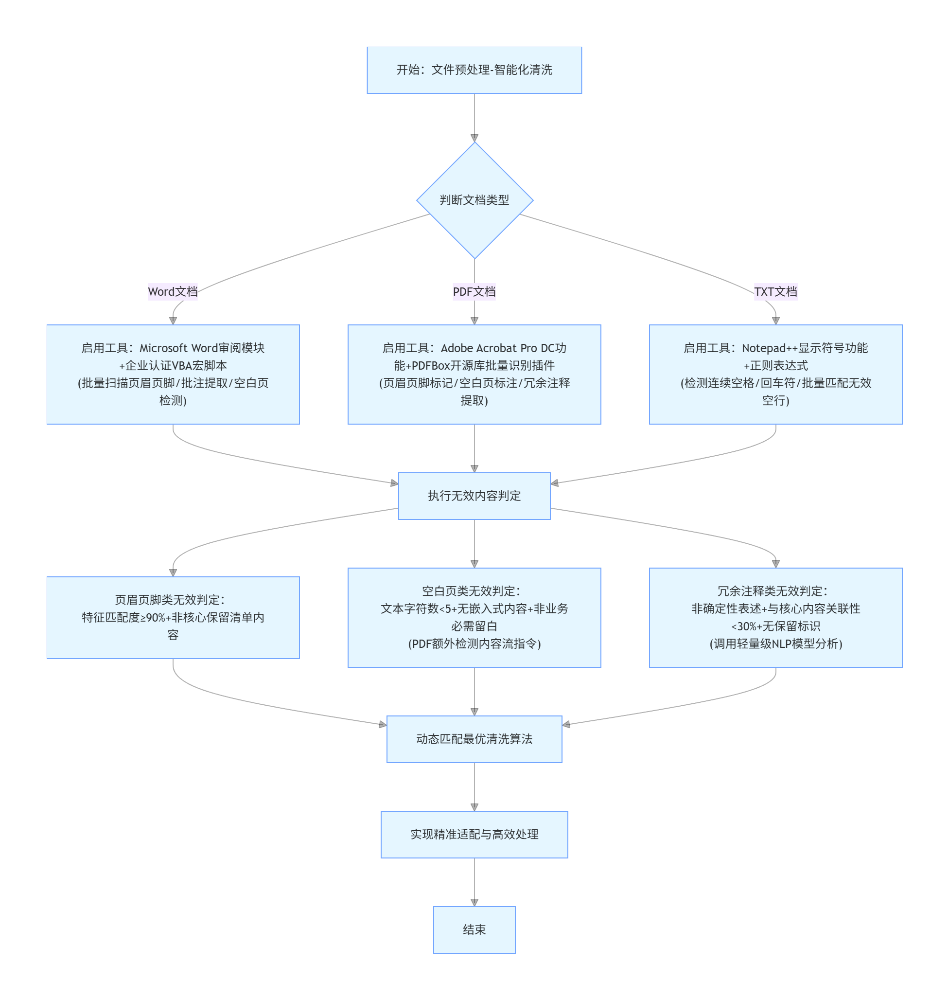 开始：文件预处理-智能化清洗
判断文档类型
Word文档
PDF文档
TXT文档
启用工具：Microsoft Word审阅模块
+企业认证VBA宏脚本
(批量扫描页眉页脚/批注提取/空白页
检测)
启用工具：Adobe Acrobat Pro DC功
能+PDFBox开源库批量识别插件
(页眉页脚标记/空白页标注/冗余注释
提取)
启用工具：Notepad++显示符号功能
+正则表达式
(检测连续空格/回车符/批量匹配无效
空行)
执行无效内容判定
页眉页脚类无效判定：
特征匹配度≥90%+非核心保留清单内
容
空白页类无效判定：
文本字符数<5+无嵌入式内容+非业务
必需留白
(PDF额外检测内容流指令)
冗余注释类无效判定：
非确定性表述+与核心内容关联性
<30%+无保留标识
(调用轻量级NLP模型分析)
动态匹配最优清洗算法
实现精准适配与高效处理
结束